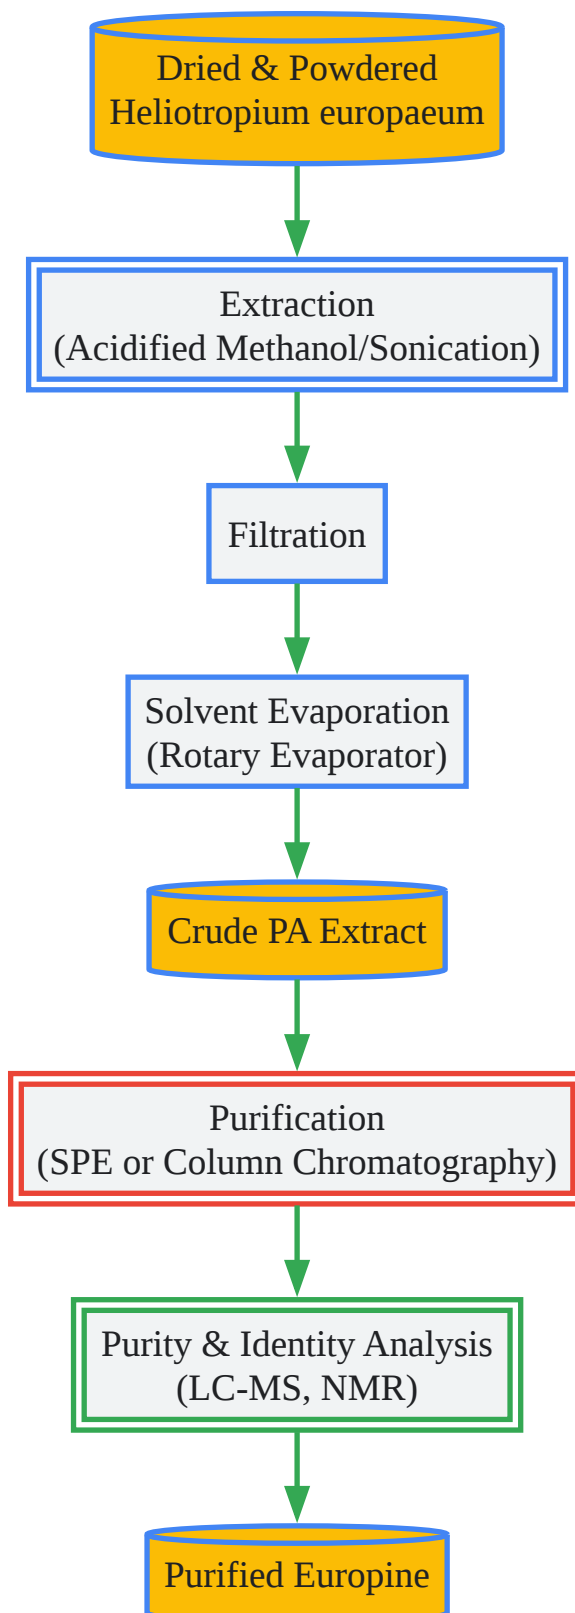 Dried & Powdered
Heliotropium europaeum
Extraction
(Acidified Methanol/Sonication)
Filtration
Solvent Evaporation
(Rotary Evaporator)
Crude PA Extract
Purification
(SPE or Column Chromatography)
Purity & Identity Analysis
(LC-MS, NMR)
Purified Europine